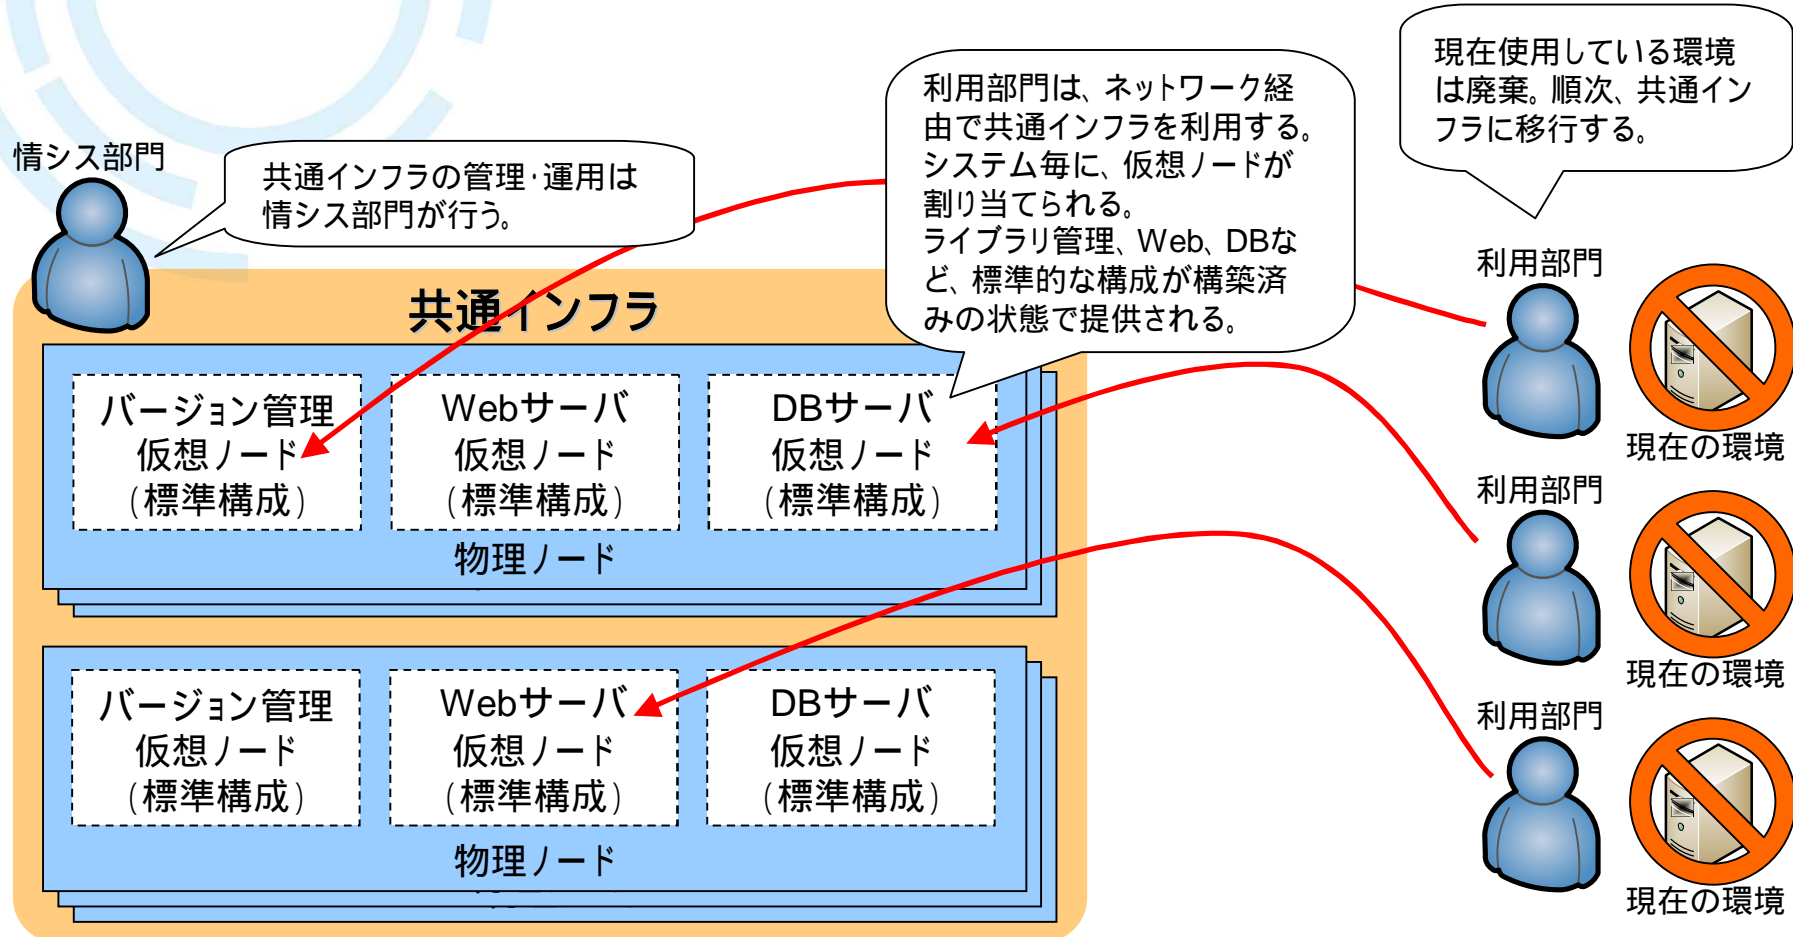 情シス部門
共通インフラの管理・運用は
情シス部門が行う。
利用部門は、ネットワーク経
由で共通インフラを利用する。
システム毎に、仮想ノードが
割り当てられる。
ライブラリ管理、Web、DBな
ど、標準的な構成が構築済
みの状態で提供される。
現在使用している環境
は廃棄。順次、共通イン
フラに移行する。
共通インフラ
バージョン管理
仮想ノード
(標準構成)
Webサーバ
仮想ノード
(標準構成)
DBサーバ
仮想ノード
(標準構成)
物理ノード
バージョン管理
仮想ノード
(標準構成)
Webサーバ
仮想ノード
(標準構成)
DBサーバ
仮想ノード
(標準構成)
物理ノード
利用部門
現在の環境
利用部門
現在の環境
利用部門
現在の環境